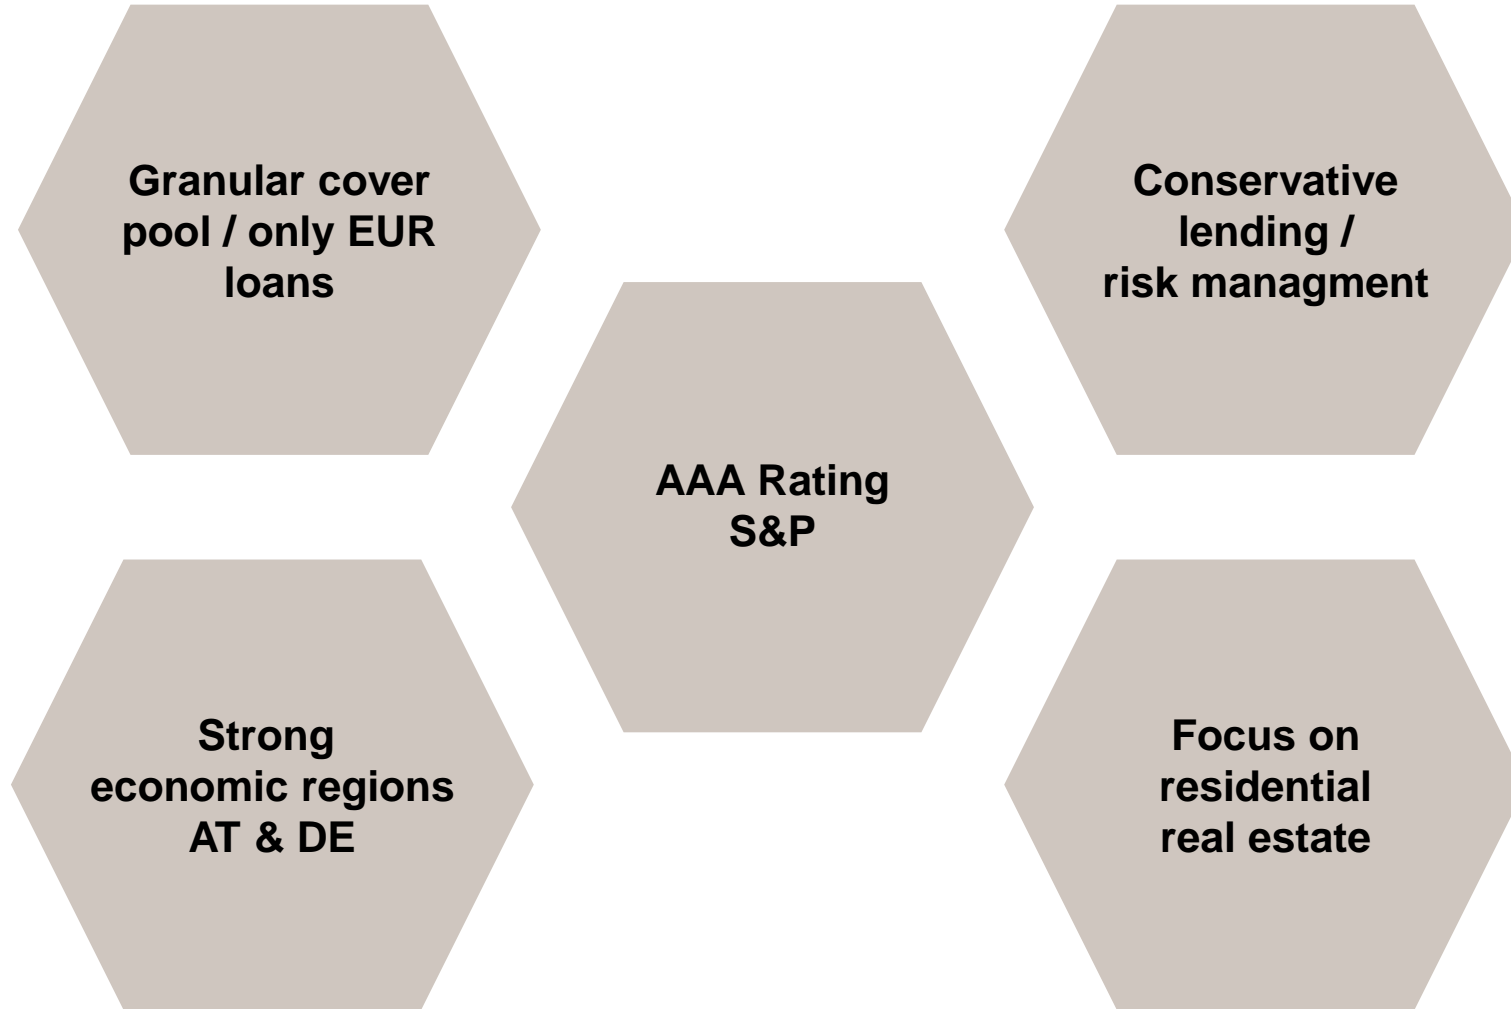 Granular cover
pool / only EUR
loans
Conservative
lending /
risk managment
AAA Rating
S&P
Strong
economic regions
AT & DE
Focus on
residential
real estate